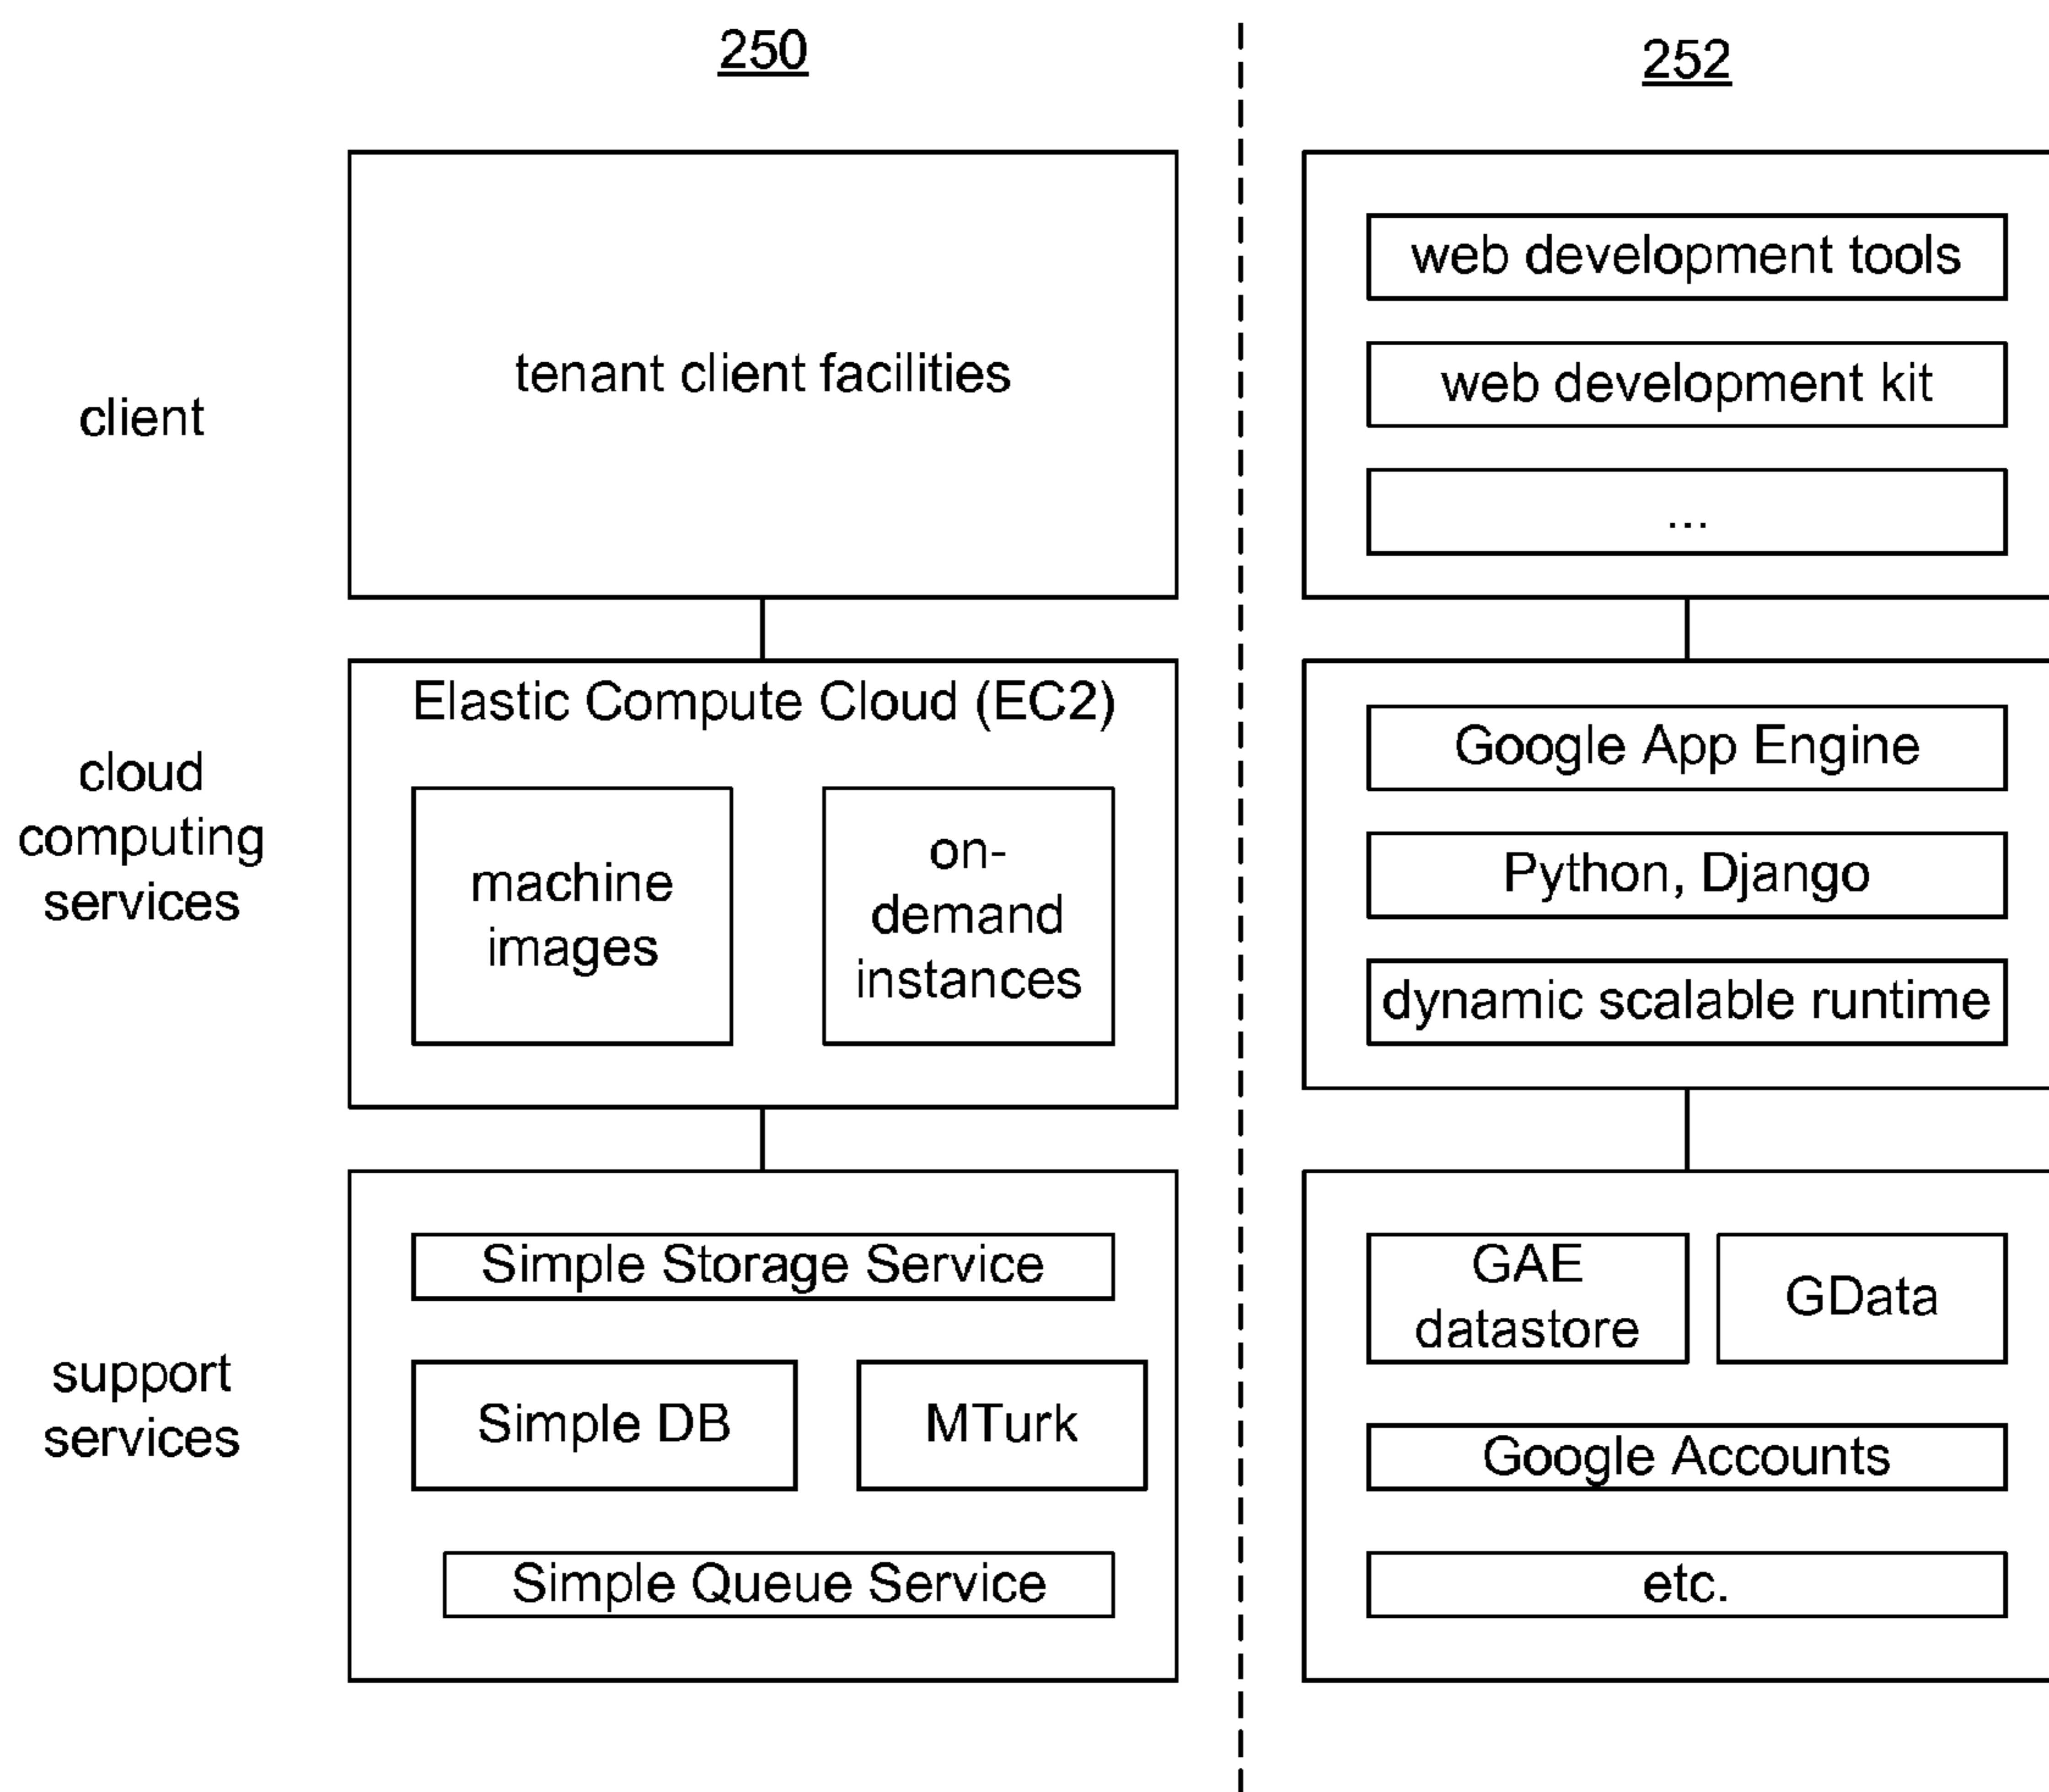 250
252
client
tenant client facilities
web development tools
web development kit
...
cloud
computing
services
Elastic Compute Cloud (EC2)
machine
images
on-
demand
instances
Google App Engine
Python, Django
dynamic scalable runtime
support
services
Simple Storage Service
Simple DB
MTurk
Simple Queue Service
GAE
datastore
GData
Google Accounts
etc.